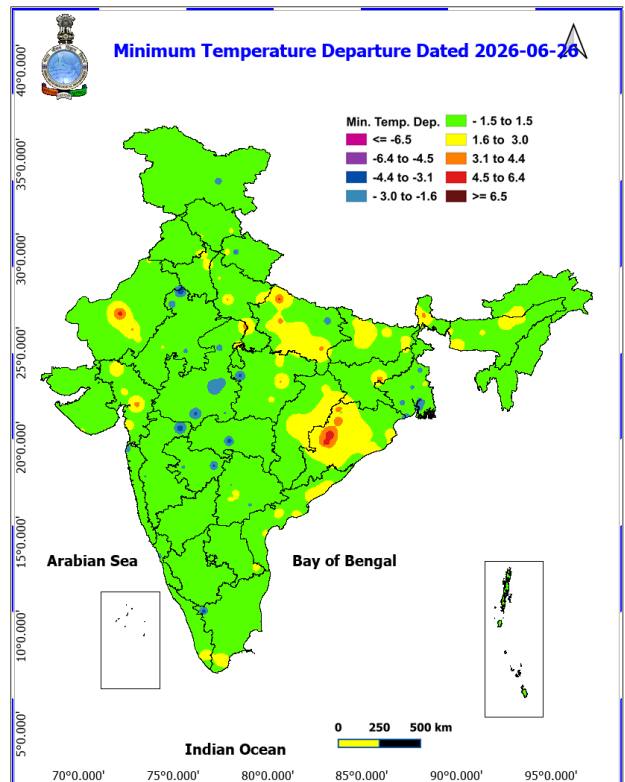 Minimum Temperature Departure Dated 2026-06-26
Min. Temp. Dep.
<= -6.5
-6.4 to -4.5
-4.4 to -3.1
- 3.0 to -1.6
- 1.5 to 1.5
1.6 to 3.0
3.1 to 4.4
4.5 to 6.4
>= 6.5
40°0.000'
35°0.000'
30°0.000'
25°0.000'
20°0.000'
15°0.000'
10°0.000'
5°0.000'
Arabian Sea
Bay of Bengal
Indian Ocean
0 250 500 km
70°0.000' 75°0.000' 80°0.000' 85°0.000' 90°0.000' 95°0.000'